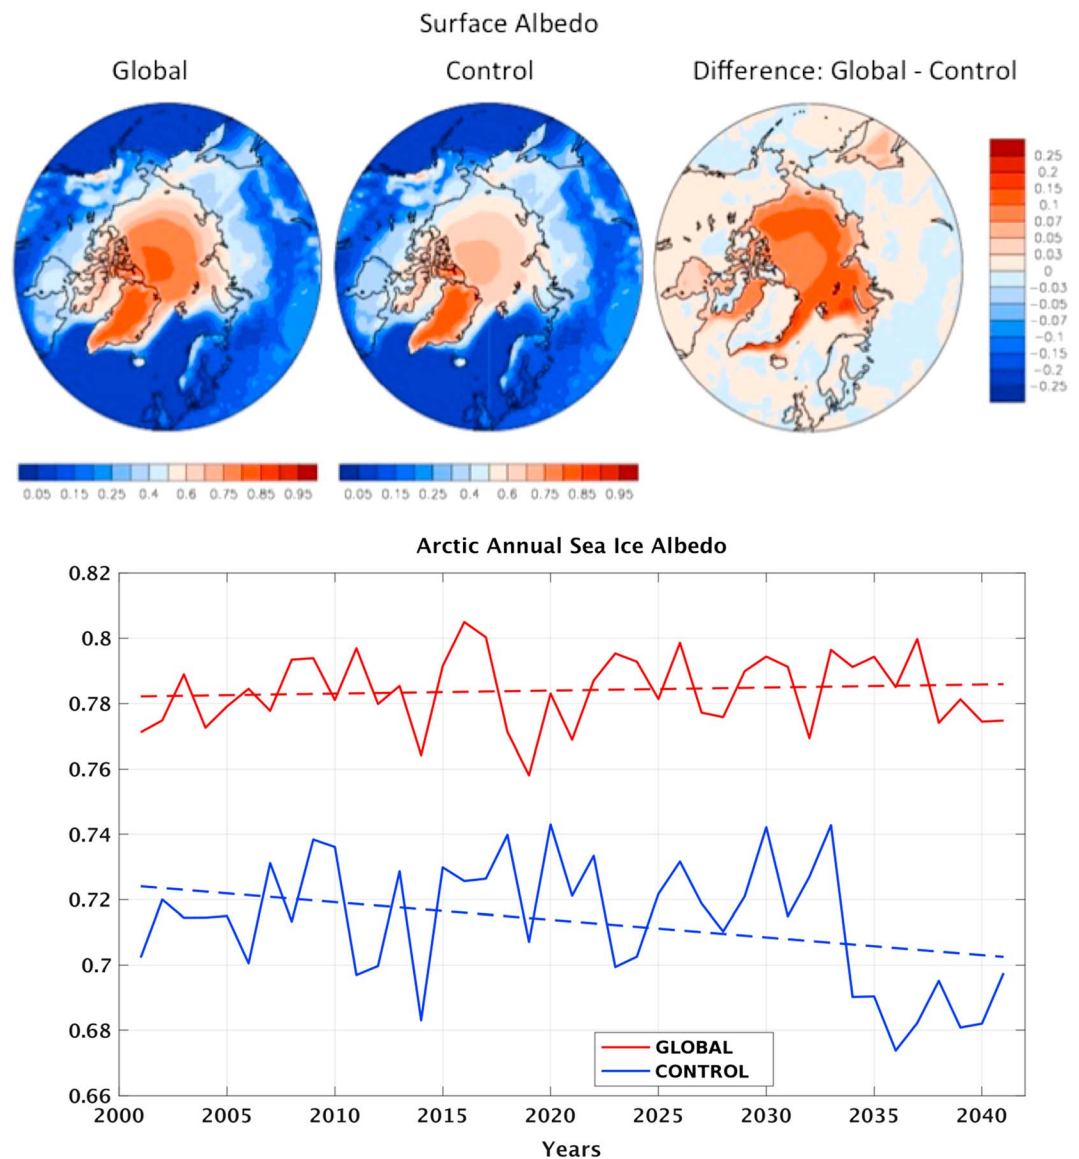 Surface Albedo
Global
Control
Difference: Global - Control
0.25
0.2
0.15
0.1
0.07
0.05
0.03
0
-0.03
-0.05
-0.07
-0.1
-0.15
-0.2
-0.25
0.05 0.15 0.25 0.4 0.6 0.75 0.85 0.95
0.05 0.15 0.25 0.4 0.6 0.75 0.85 0.95
Arctic Annual Sea Ice Albedo
0.82
0.8
0.78
0.76
0.74
0.72
0.7
0.68
0.66
GLOBAL
CONTROL
2000 2005 2010 2015 2020 2025 2030 2035 2040
Years